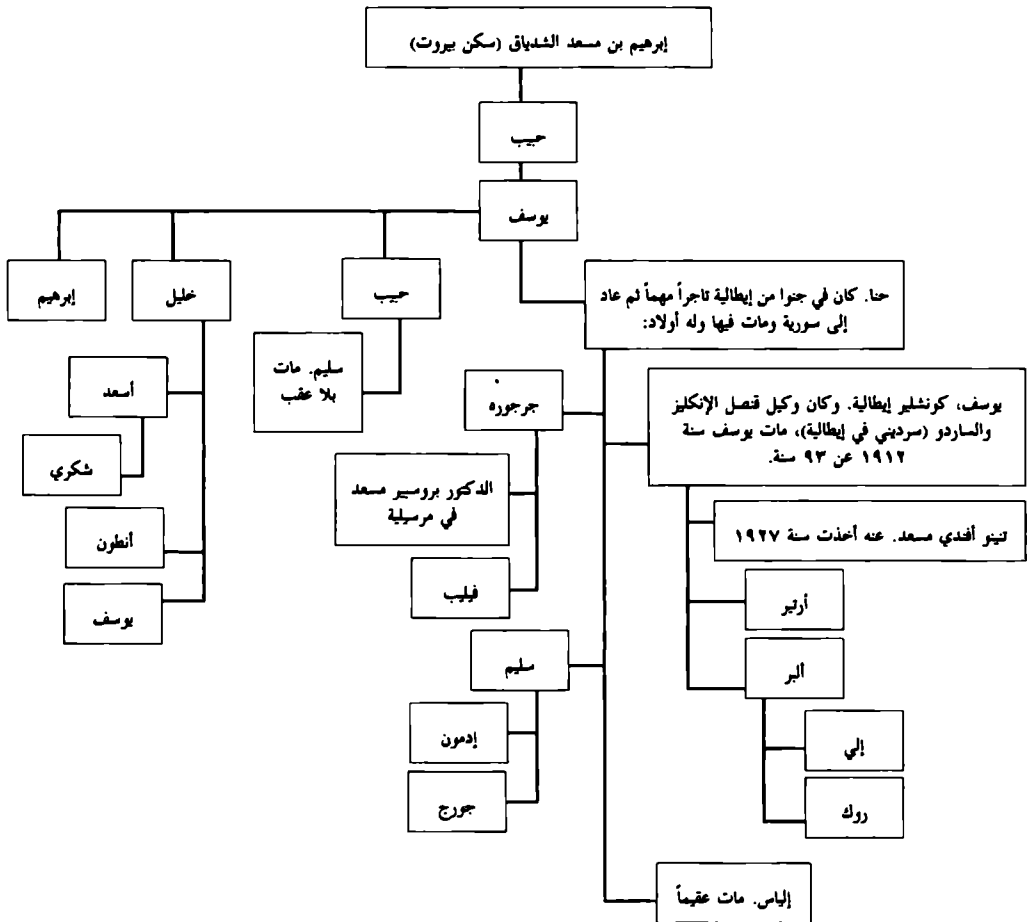 إبرهيم بن مسعد الشدياق (سكن بيروت)
حبيب
يوسف
حنا. كان في جنوا من إيطالية تاجراً مهماً ثم عاد
إلى سورية ومات فيها وله أولاد:
حبيب
خليل
إبرهيم
سليم. مات
بلا عقب
أسعد
شكري
أنطون
يوسف
يوسف، كونشلير إيطالية. وكان وكيل قنصل الإنكليز
والساردو (سرديني في إيطالية)، مات يوسف سنة
١٩١٢ عن ٩٣ سنة.
جرجوره
الدكتور بروسبير مسعد
في مرسيلية
فيليب
تنينو أفندي مسعد. عنه أخذت سنة ١٩٢٧
أرتير
ألبر
إلي
روك
سليم
إدمون
جورج
إلياس. مات عقيماً